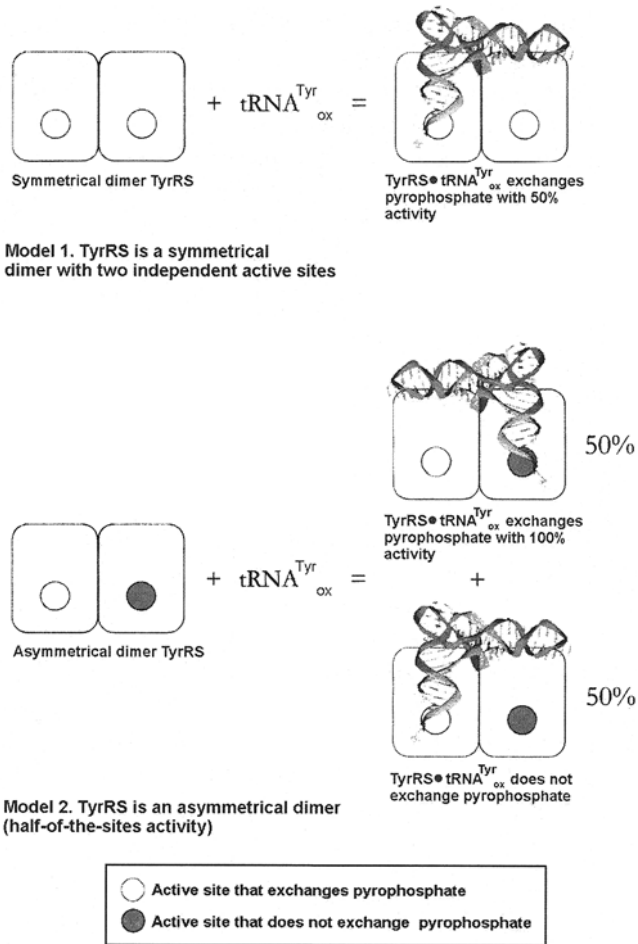 + tRNA^Tyr_ox =
Symmetrical dimer TyrRS
TyrRS● tRNA^Tyr_ox exchanges
pyrophosphate with 50%
activity
Model 1. TyrRS is a symmetrical
dimer with two independent active sites
50%
TyrRS● tRNA^Tyr_ox exchanges
pyrophosphate with 100%
activity
+ tRNA^Tyr_ox =
+
Asymmetrical dimer TyrRS
50%
TyrRS● tRNA^Tyr_ox does not
exchange pyrophosphate
Model 2. TyrRS is an asymmetrical dimer
(half-of-the-sites activity)
Active site that exchanges pyrophosphate
Active site that does not exchange pyrophosphate